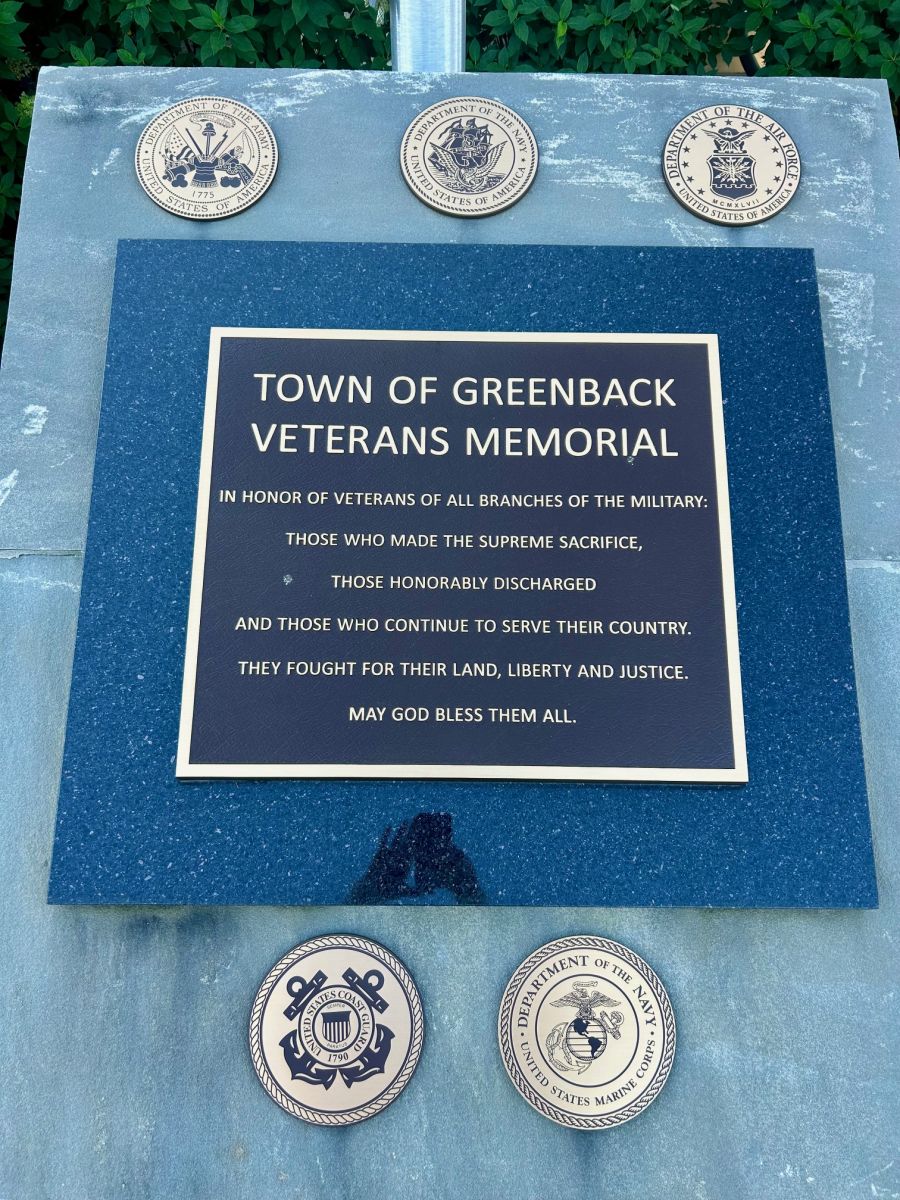 DEPARTMENT OF THE ARMY
UNITED STATES OF AMERICA
1775
DEPARTMENT OF THE NAVY
UNITED STATES OF AMERICA
DEPARTMENT OF THE AIR FORCE
MCMXLVII
UNITED STATES OF AMERICA
TOWN OF GREENBACK
VETERANS MEMORIAL
IN HONOR OF VETERANS OF ALL BRANCHES OF THE MILITARY:
THOSE WHO MADE THE SUPREME SACRIFICE,
THOSE HONORABLY DISCHARGED
AND THOSE WHO CONTINUE TO SERVE THEIR COUNTRY.
THEY FOUGHT FOR THEIR LAND, LIBERTY AND JUSTICE.
MAY GOD BLESS THEM ALL.
UNITED STATES COAST GUARD
SEMPER
PARATUS
1790
DEPARTMENT OF THE NAVY
UNITED STATES MARINE CORPS